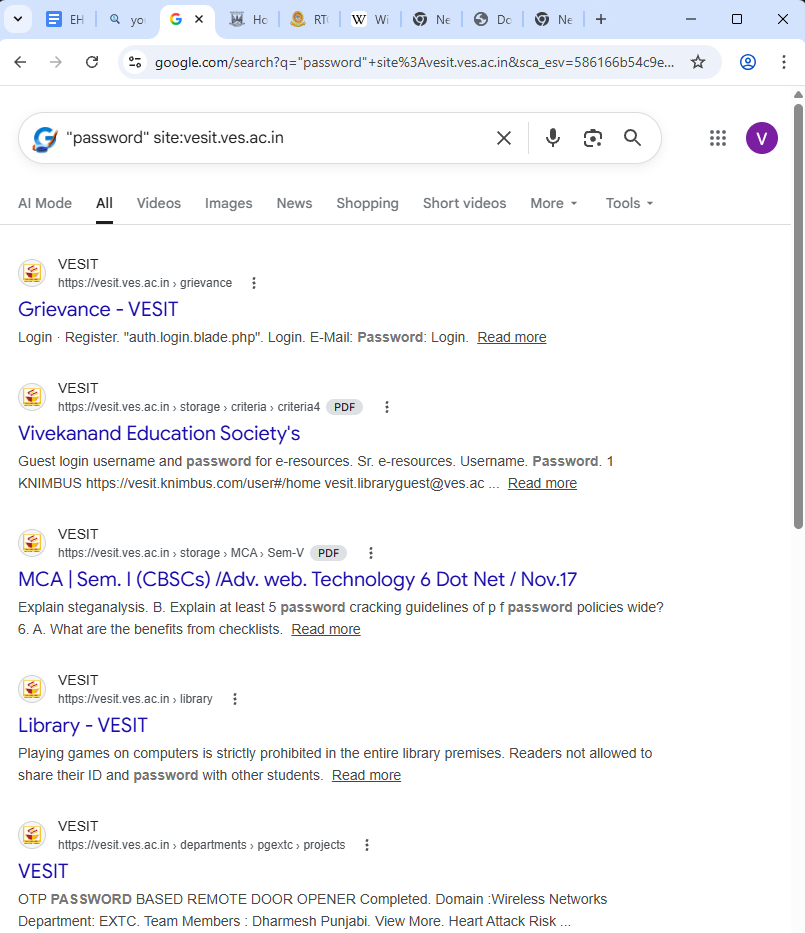 EH
yo
Ho
RTI
W Wi
Ne
Do
Ne
google.com/search?q="password"+site%3Avesit.ves.ac.in&sca_esv=586166b54c9e...
"password" site:vesit.ves.ac.in
V
AI Mode All Videos Images News Shopping Short videos More Tools
VESIT
https://vesit.ves.ac.in › grievance
Grievance - VESIT
Login · Register. "auth.login.blade.php". Login. E-Mail: Password: Login. Read more
VESIT
https://vesit.ves.ac.in › storage › criteria › criteria4 PDF
Vivekanand Education Society's
Guest login username and password for e-resources. Sr. e-resources. Username. Password. 1
KNIMBUS https://vesit.knimbus.com/user#/home vesit.libraryguest@ves.ac ... Read more
VESIT
https://vesit.ves.ac.in › storage › MCA › Sem-V PDF
MCA | Sem. I (CBSCs) /Adv. web. Technology 6 Dot Net / Nov.17
Explain steganalysis. B. Explain at least 5 password cracking guidelines of p f password policies wide?
6. A. What are the benefits from checklists. Read more
VESIT
https://vesit.ves.ac.in › library
Library - VESIT
Playing games on computers is strictly prohibited in the entire library premises. Readers not allowed to
share their ID and password with other students. Read more
VESIT
https://vesit.ves.ac.in › departments › pgextc › projects
VESIT
OTP PASSWORD BASED REMOTE DOOR OPENER Completed. Domain :Wireless Networks
Department: EXTC. Team Members : Dharmesh Punjabi. View More. Heart Attack Risk ...